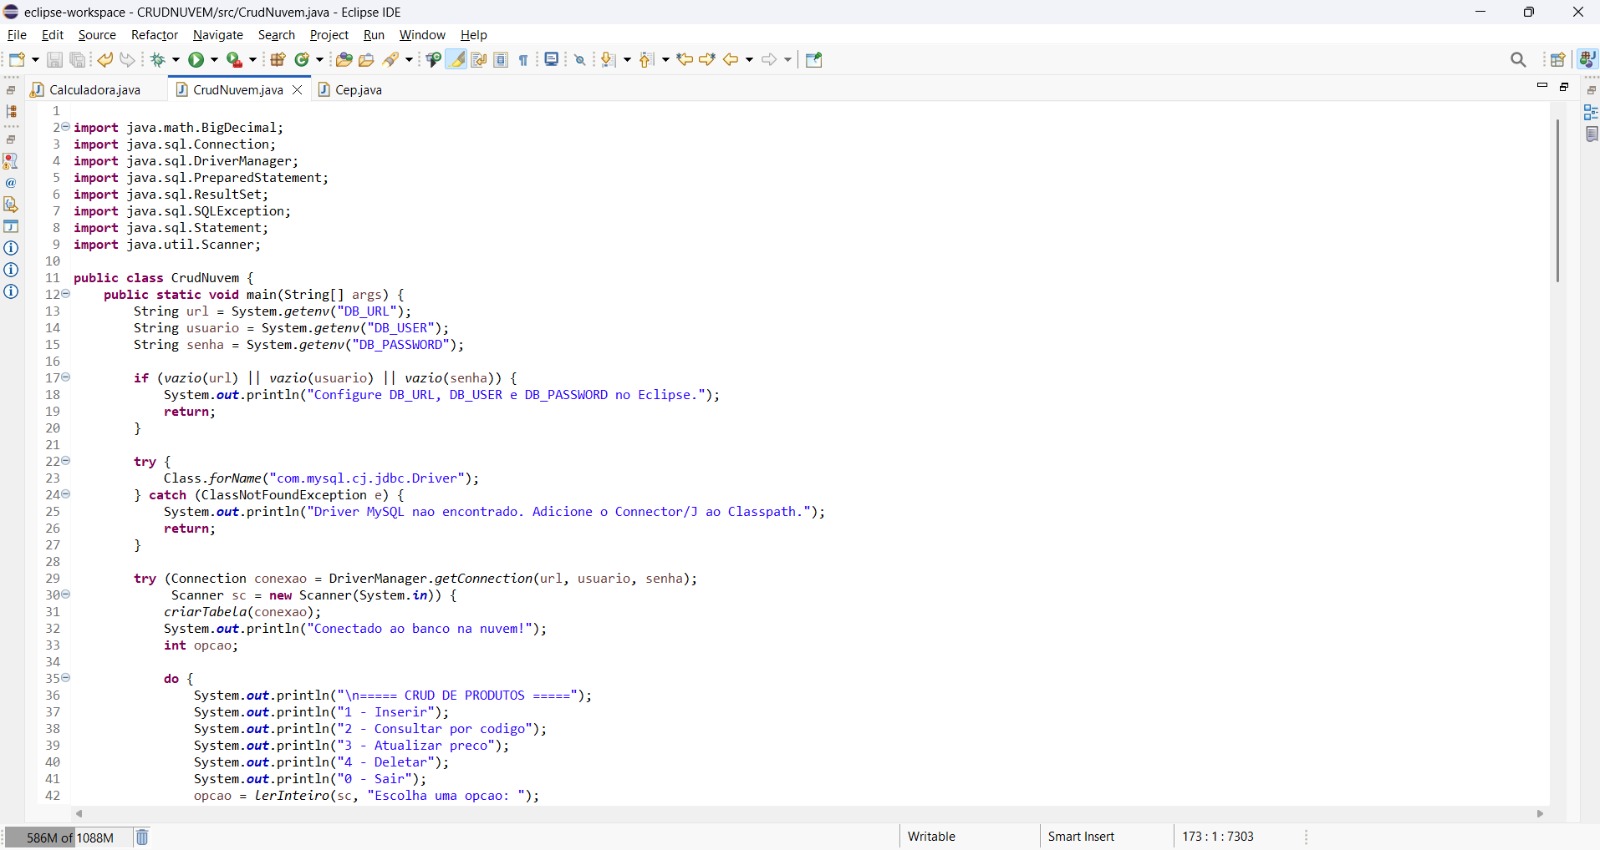 eclipse-workspace - CRUDNUVEM/src/CrudNuvem.java - Eclipse IDE
File Edit Source Refactor Navigate Search Project Run Window Help
Calculadora.java CrudNuvem.java Cep.java
1
2 import java.math.BigDecimal;
3 import java.sql.Connection;
4 import java.sql.DriverManager;
5 import java.sql.PreparedStatement;
6 import java.sql.ResultSet;
7 import java.sql.SQLException;
8 import java.sql.Statement;
9 import java.util.Scanner;
10
11 public class CrudNuvem {
12 public static void main(String[] args) {
13 String url = System.getenv("DB_URL");
14 String usuario = System.getenv("DB_USER");
15 String senha = System.getenv("DB_PASSWORD");
16
17 if (vazio(url) || vazio(usuario) || vazio(senha)) {
18 System.out.println("Configure DB_URL, DB_USER e DB_PASSWORD no Eclipse.");
19 return;
20 }
21
22 try {
23 Class.forName("com.mysql.cj.jdbc.Driver");
24 } catch (ClassNotFoundException e) {
25 System.out.println("Driver MySQL nao encontrado. Adicione o Connector/J ao Classpath.");
26 return;
27 }
28
29 try (Connection conexao = DriverManager.getConnection(url, usuario, senha);
30 Scanner sc = new Scanner(System.in)) {
31 criarTabela(conexao);
32 System.out.println("Conectado ao banco na nuvem!");
33 int opcao;
34
35 do {
36 System.out.println("\n===== CRUD DE PRODUTOS =====");
37 System.out.println("1 - Inserir");
38 System.out.println("2 - Consultar por codigo");
39 System.out.println("3 - Atualizar preco");
40 System.out.println("4 - Deletar");
41 System.out.println("0 - Sair");
42 opcao = lerInteiro(sc, "Escolha uma opcao: ");
586M of 1088M Writable Smart Insert 173 : 1 : 7303